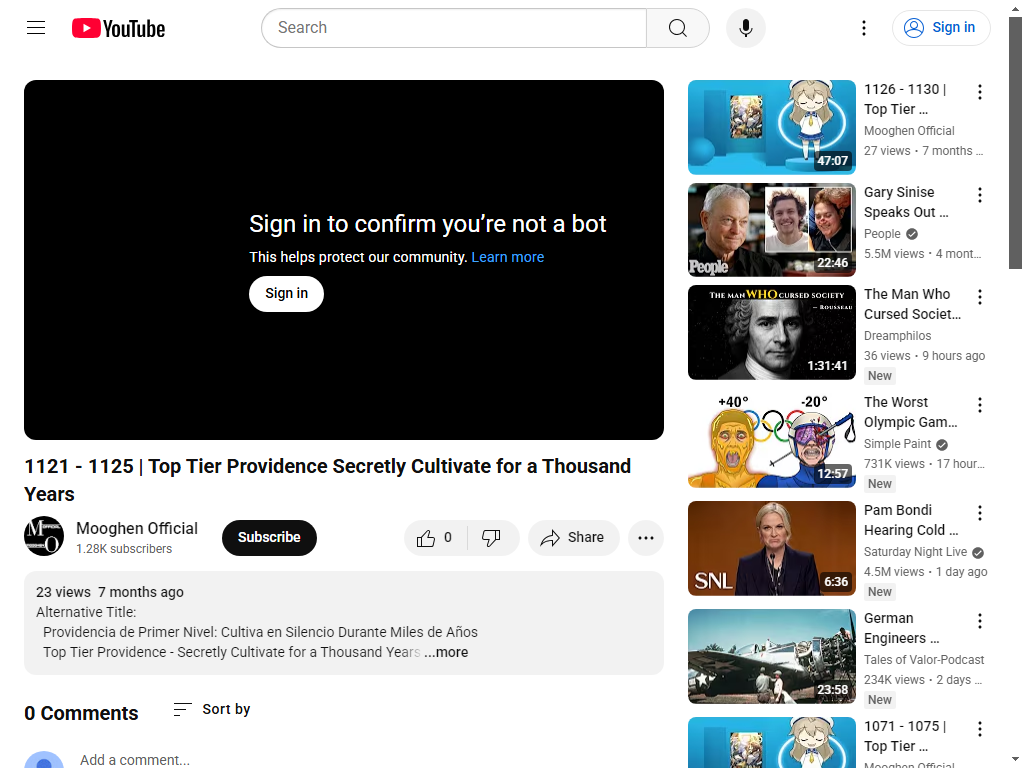 YouTube
Search
Sign in
Sign in to confirm you're not a bot
This helps protect our community. Learn more
Sign in
1121 - 1125 | Top Tier Providence Secretly Cultivate for a Thousand
Years
Mooghen Official
1.28K subscribers
Subscribe
0
Share
23 views 7 months ago
Alternative Title:
Providencia de Primer Nivel: Cultiva en Silencio Durante Miles de Años
Top Tier Providence - Secretly Cultivate for a Thousand Years ...more
0 Comments
Sort by
Add a comment...
47:07
1126 - 1130 |
Top Tier ...
Mooghen Official
27 views • 7 months ...
People
22:46
Gary Sinise
Speaks Out ...
People
5.5M views • 4 mont...
THE MAN WHO CURSED SOCIETY
– ROUSSEAU
1:31:41
The Man Who
Cursed Societ...
Dreamphilos
36 views • 9 hours ago
New
+40° -20°
12:57
The Worst
Olympic Gam...
Simple Paint
731K views • 17 hour...
New
SNL
6:36
Pam Bondi
Hearing Cold ...
Saturday Night Live
4.5M views • 1 day ago
New
23:58
German
Engineers ...
Tales of Valor-Podcast
234K views • 2 days ...
New
1071 - 1075 |
Top Tier ...
Mooghen Official